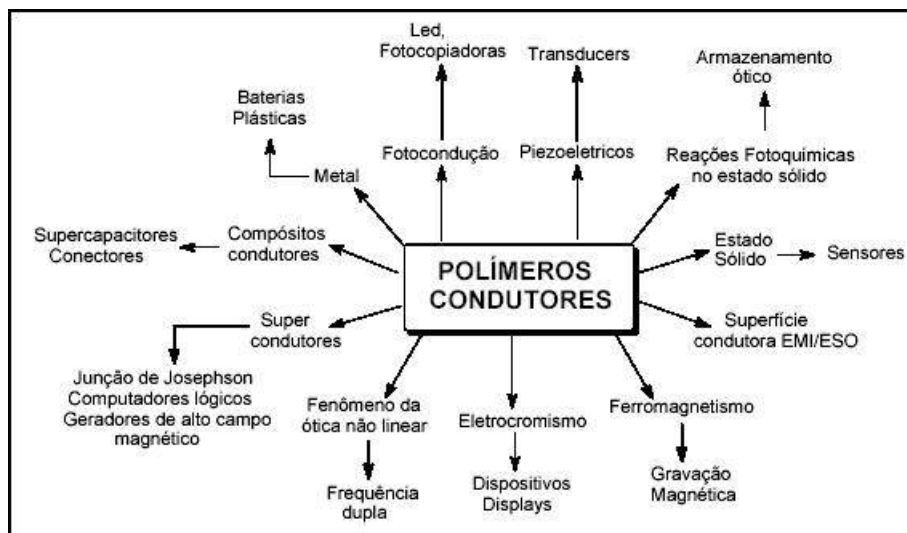 Led,
Fotocopiadoras
Transducers
Armazenamento
ótico
Baterias
Plásticas
Fotocondução
Piezoeletricos
Reações Fotoquímicas
no estado sólido
Metal
Supercapacitores
Conectores
Compósitos
condutores
POLÍMEROS
CONDUTORES
Estado
Sólido
Sensores
Super
condutores
Superfície
condutora EMI/ESO
Junção de Josephson
Computadores lógicos
Geradores de alto campo
magnético
Fenômeno da
ótica não linear
Eletrocromismo
Ferromagnetismo
Frequência
dupla
Dispositivos
Displays
Gravação
Magnética